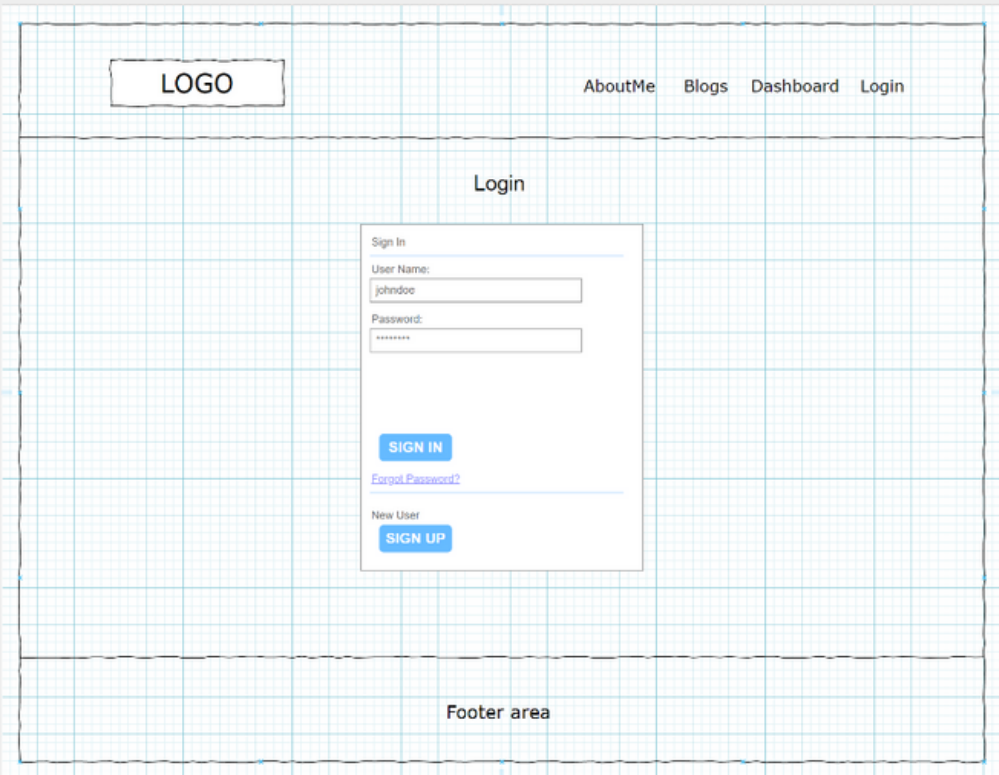 LOGO
AboutMe Blogs Dashboard Login
Login
Sign In
User Name:
johndoe
Password:
********
SIGN IN
Forgot Password?
New User
SIGN UP
Footer area